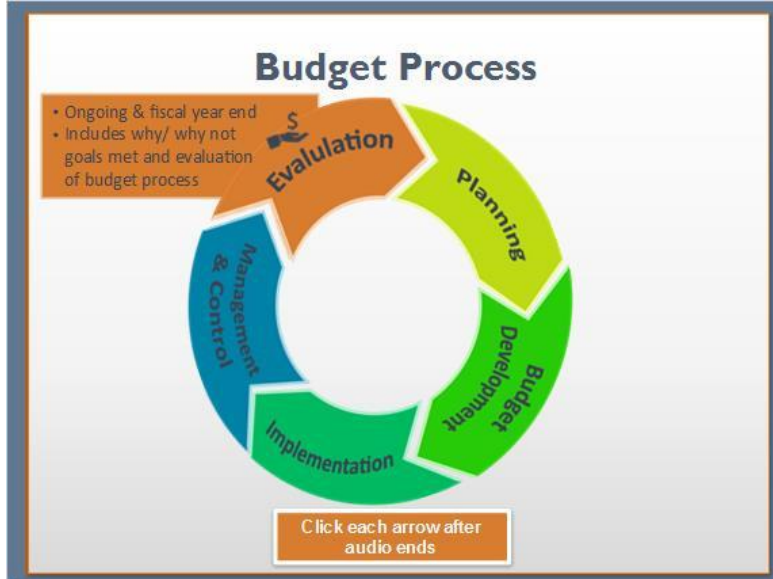 Budget Process
• Ongoing & fiscal year end
• Includes why/ why not
goals met and evaluation
of budget process
$
Evalulation
Planning
Budget
Development
Implementation
Management
& Control
Click each arrow after
audio ends